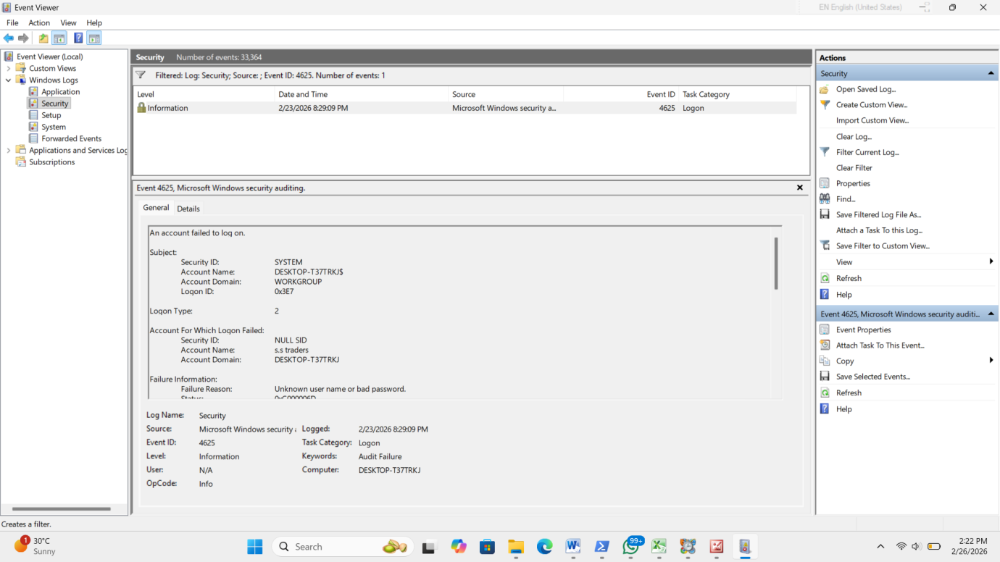 Event Viewer
EN English (United States)
File Action View Help
Event Viewer (Local)
Custom Views
Windows Logs
Application
Security
Setup
System
Forwarded Events
Applications and Services Log
Subscriptions
Security Number of events: 33,364
Filtered: Log: Security; Source: ; Event ID: 4625. Number of events: 1
Level Date and Time Source Event ID Task Category
Information 2/23/2026 8:29:09 PM Microsoft Windows security a... 4625 Logon
Event 4625, Microsoft Windows security auditing.
General Details
An account failed to log on.
Subject:
Security ID: SYSTEM
Account Name: DESKTOP-T37TRKJ$
Account Domain: WORKGROUP
Logon ID: 0x3E7
Logon Type: 2
Account For Which Logon Failed:
Security ID: NULL SID
Account Name: s.s traders
Account Domain: DESKTOP-T37TRKJ
Failure Information:
Failure Reason: Unknown user name or bad password.
Status: 0xC000006D
Log Name: Security
Source: Microsoft Windows security a Logged: 2/23/2026 8:29:09 PM
Event ID: 4625 Task Category: Logon
Level: Information Keywords: Audit Failure
User: N/A Computer: DESKTOP-T37TRKJ
OpCode: Info
Actions
Security
Open Saved Log...
Create Custom View...
Import Custom View...
Clear Log...
Filter Current Log...
Clear Filter
Properties
Find...
Save Filtered Log File As...
Attach a Task To this Log...
Save Filter to Custom View...
View
Refresh
Help
Event 4625, Microsoft Windows security auditi...
Event Properties
Attach Task To This Event...
Copy
Save Selected Events...
Refresh
Help
Creates a filter.
1
30°C
Sunny
Search
99+
2:22 PM
2/26/2026